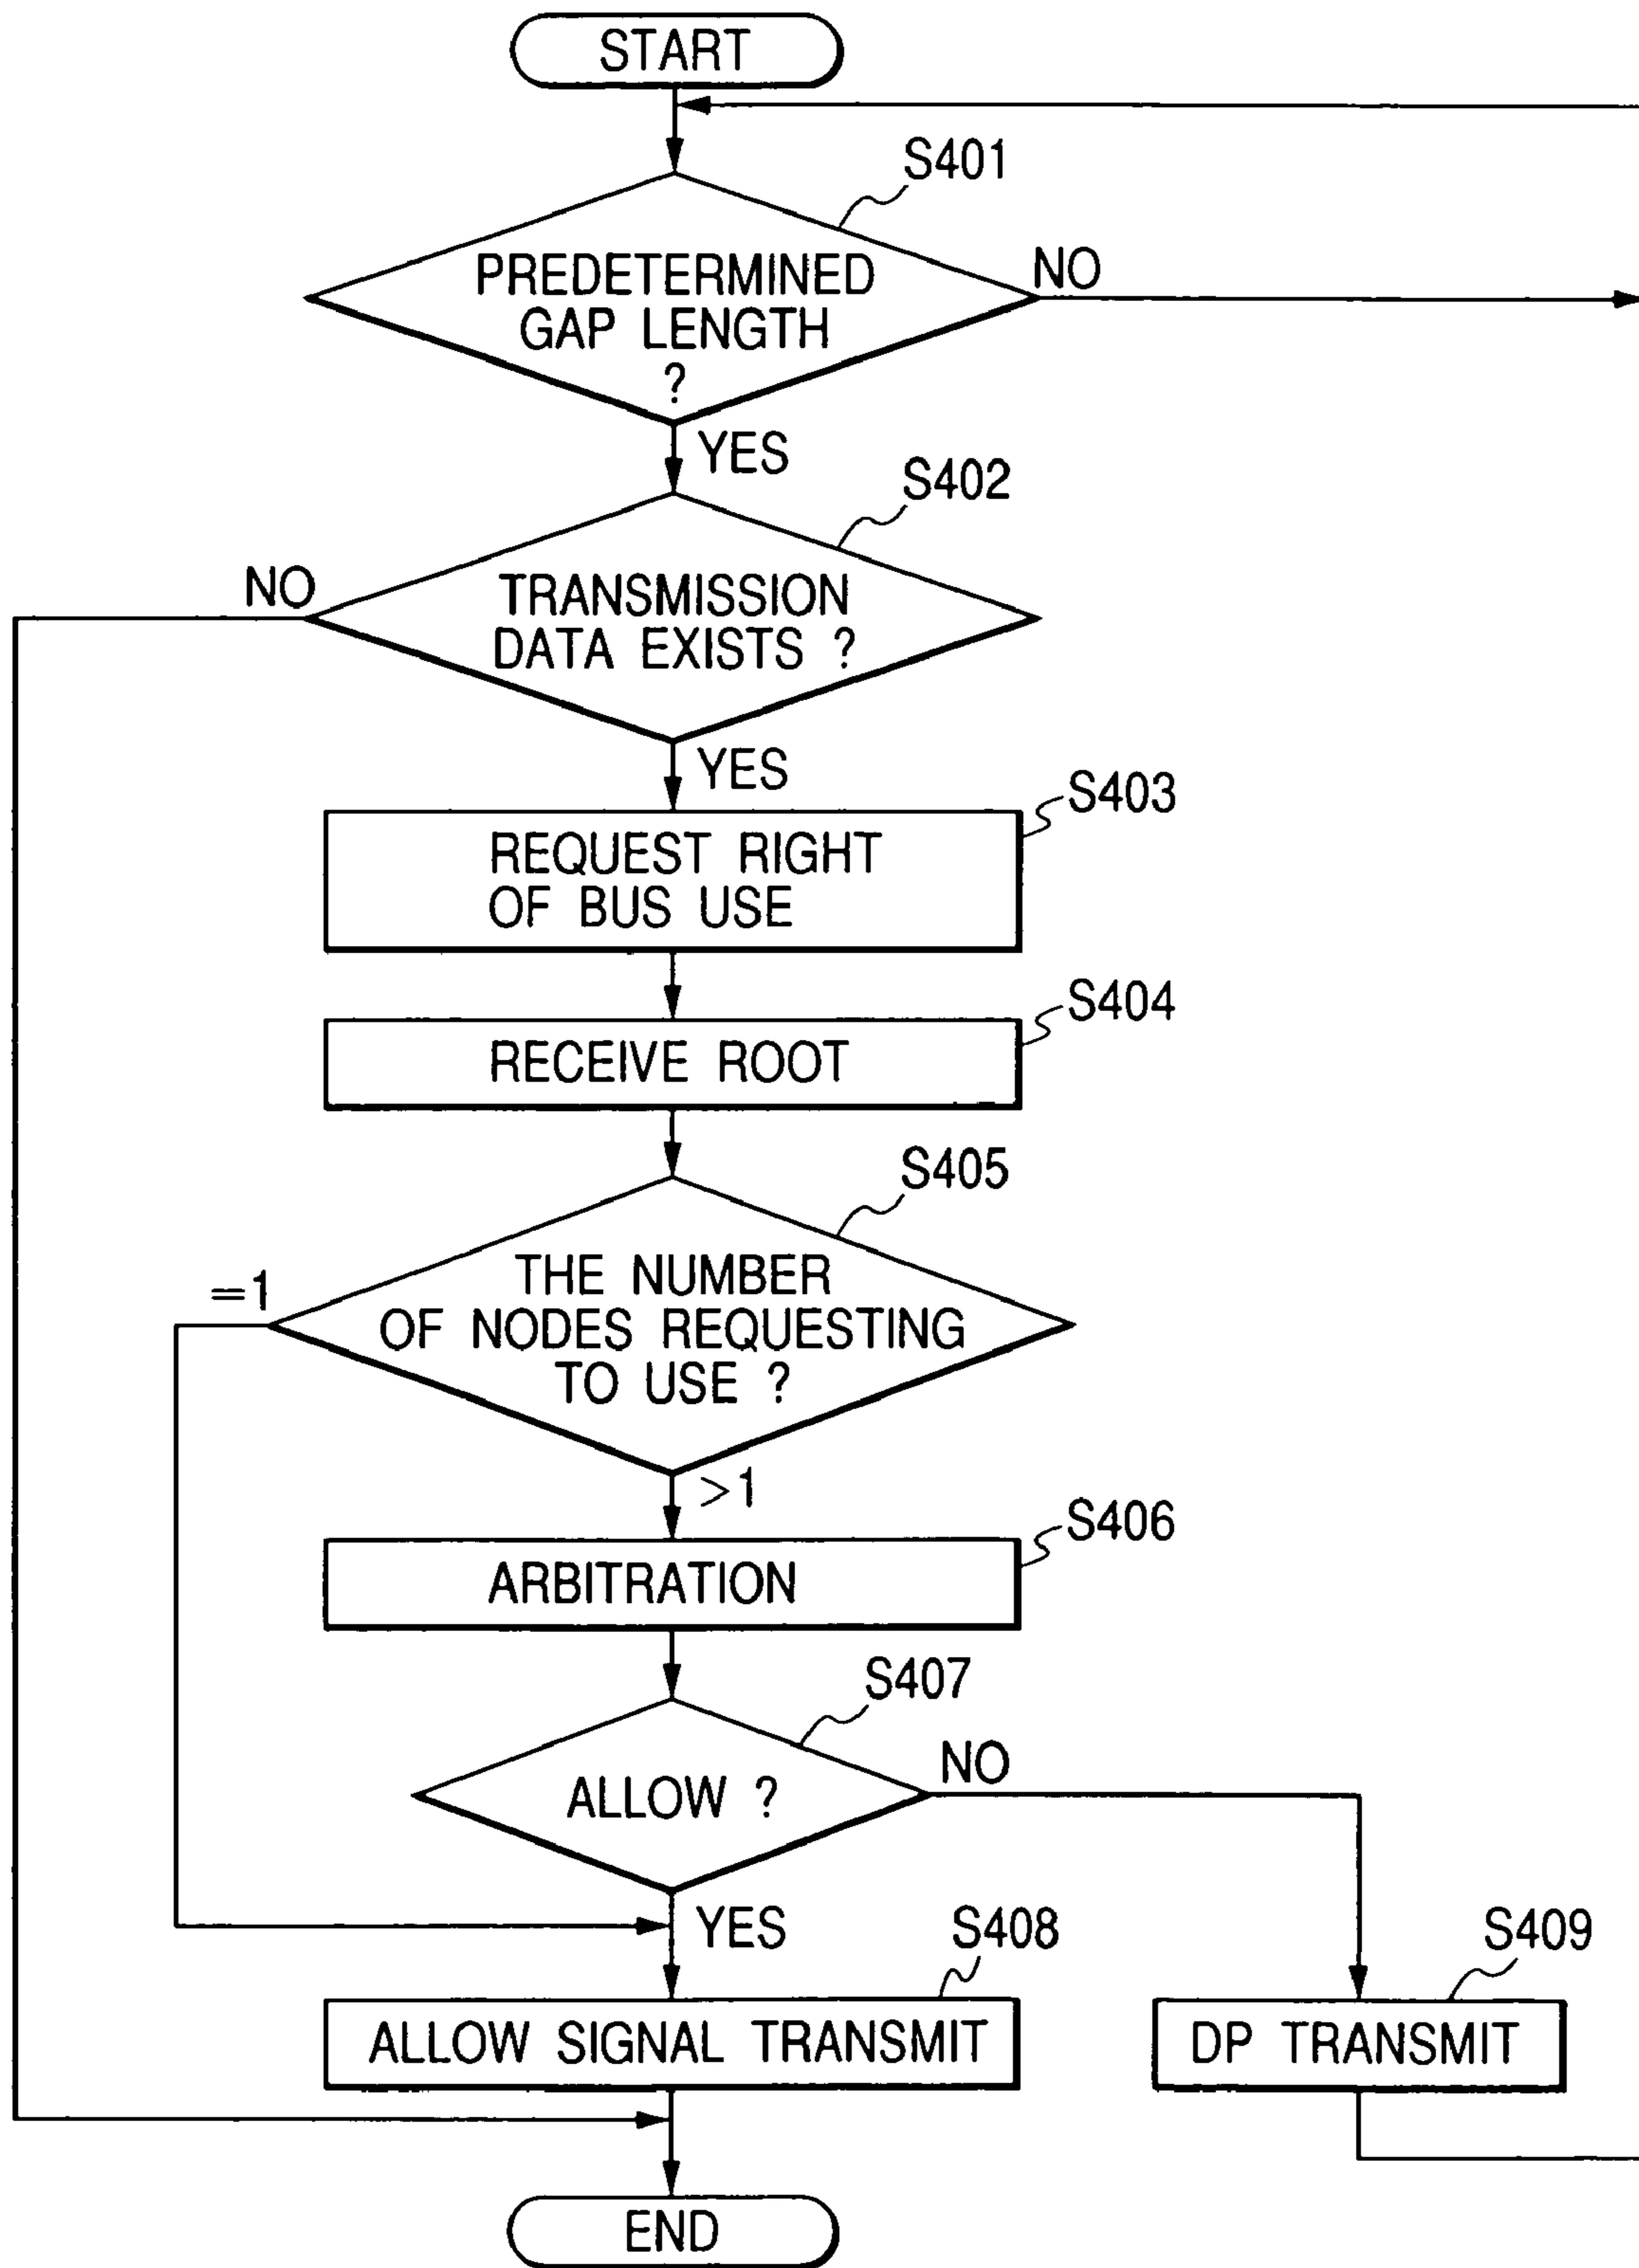 START
S401
PREDETERMINED
GAP LENGTH
?
NO
YES
S402
NO
TRANSMISSION
DATA EXISTS ?
YES
S403
REQUEST RIGHT
OF BUS USE
S404
RECEIVE ROOT
S405
=1
THE NUMBER
OF NODES REQUESTING
TO USE ?
>1
S406
ARBITRATION
S407
NO
ALLOW ?
YES
S408
S409
ALLOW SIGNAL TRANSMIT
DP TRANSMIT
END